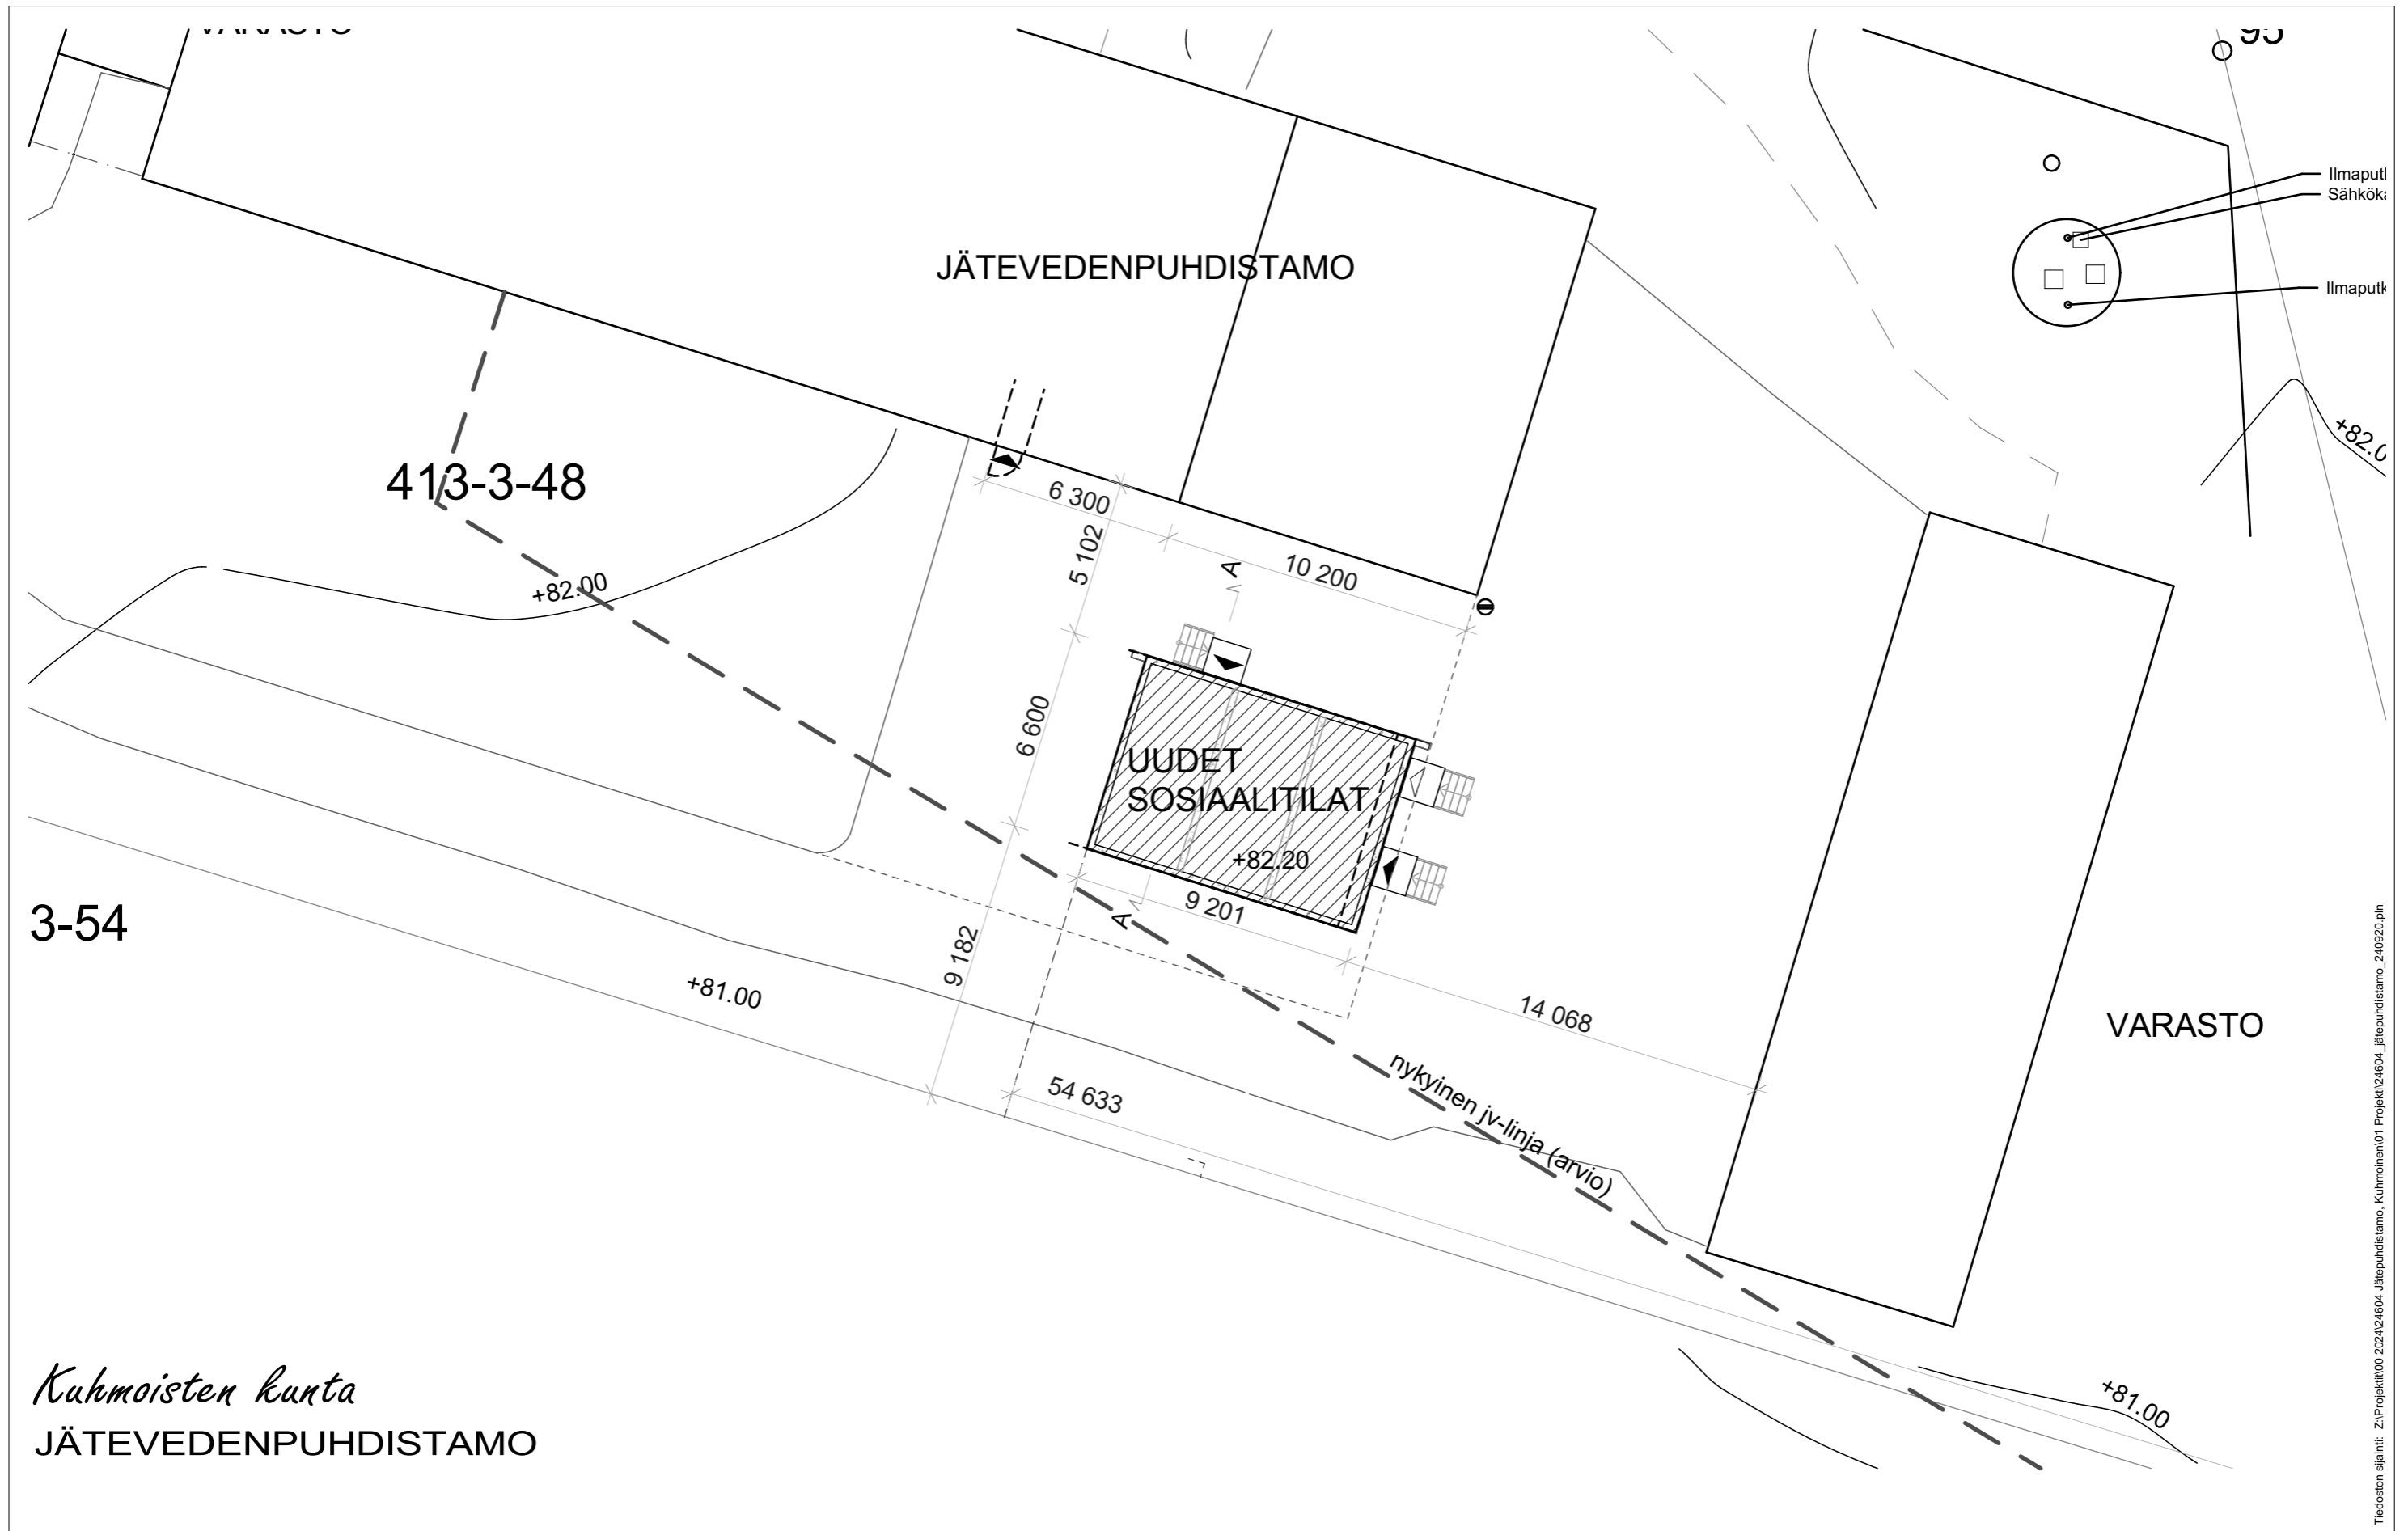 VARASTO
95
Ilmaput
Sähkök
JÄTEVEDENPUHDISTAMO
Ilmaputk
+82.0
413-3-48
6 300
5 102
A
10 200
+82.00
6 600
UUDET
SOSIAALITILAT
+82.20
9 201
A
3-54
9 182
+81.00
14 068
VARASTO
nykyinen jv-linja (arvio)
54 633
Kuhmoisten kunta
JÄTEVEDENPUHDISTAMO
+81.00
Tiedoston sijainti: Z:\Projektit\00 2024\24604 Jätepuhdistamo, Kuhmoinen\01 Projekti\24604_jätepuhdistamo_240920.pln